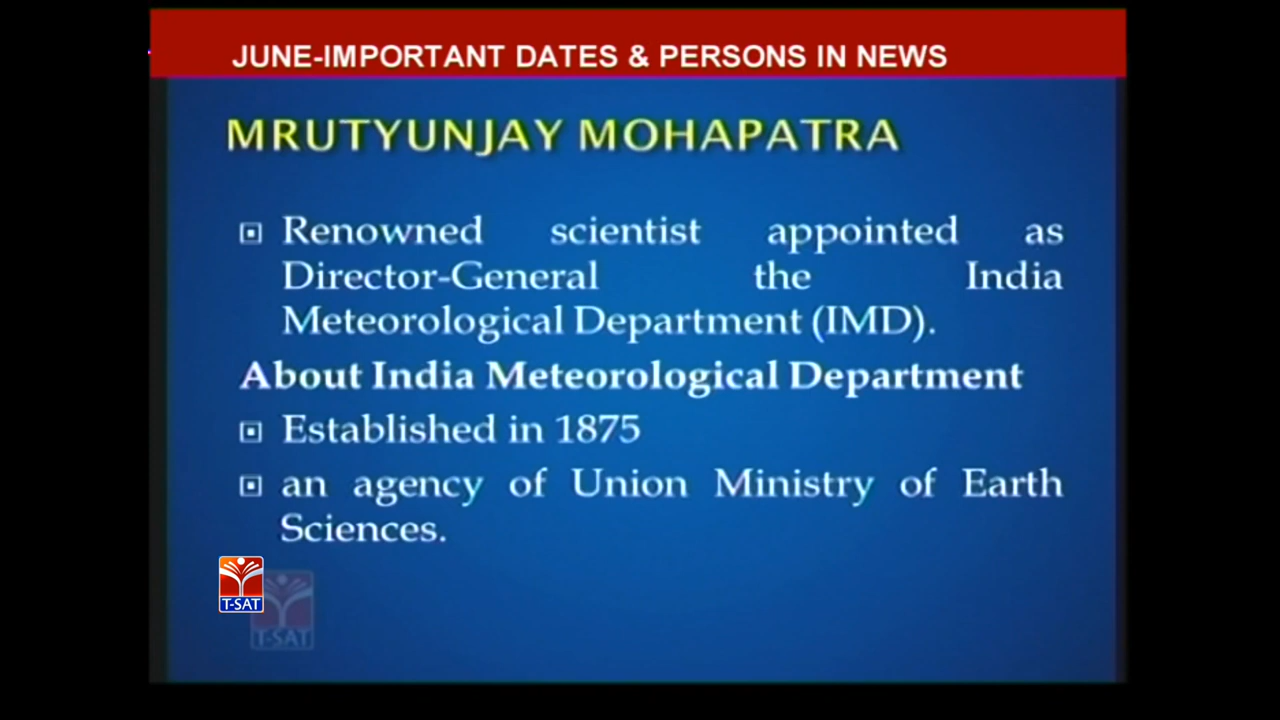 JUNE-IMPORTANT DATES & PERSONS IN NEWS
MRUTYUNJAY MOHAPATRA
Renowned scientist appointed as
Director-General the India
Meteorological Department (IMD).
About India Meteorological Department
Established in 1875
an agency of Union Ministry of Earth
Sciences.
T-SAT
T-SAT